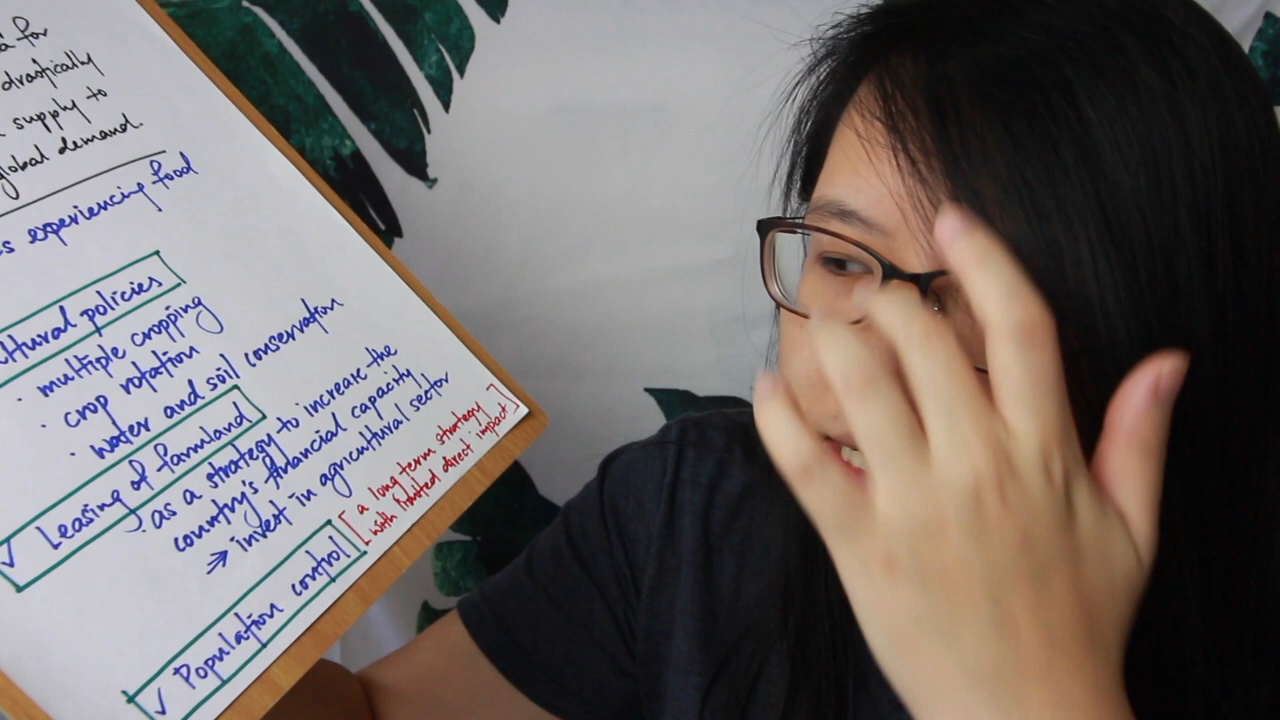 for
drastically
supply to
global demand.
experiencing food
policies
· multiple cropping
· crop rotation
· water and soil conservation
✓ Leasing of farmland
: as a strategy to increase the
country's financial capacity
⇒ invest in agricultural sector
✓ Population control
[a long term strategy
with limited direct impact]